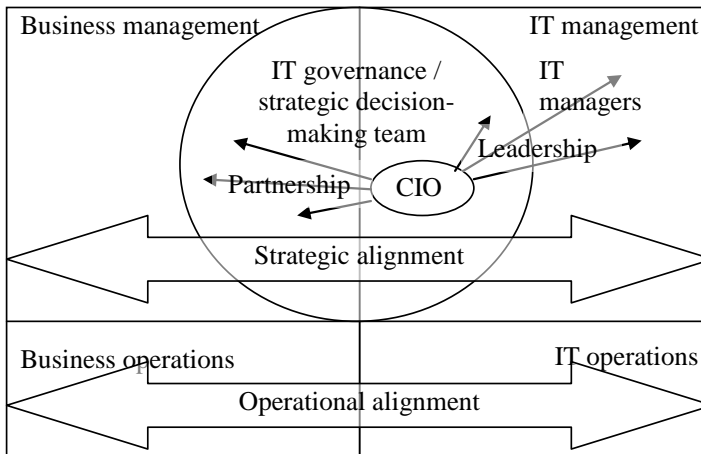 Business management
IT management
IT governance /
strategic decision-
making team
IT
managers
Leadership
Partnership
CIO
Strategic alignment
Business operations
IT operations
Operational alignment